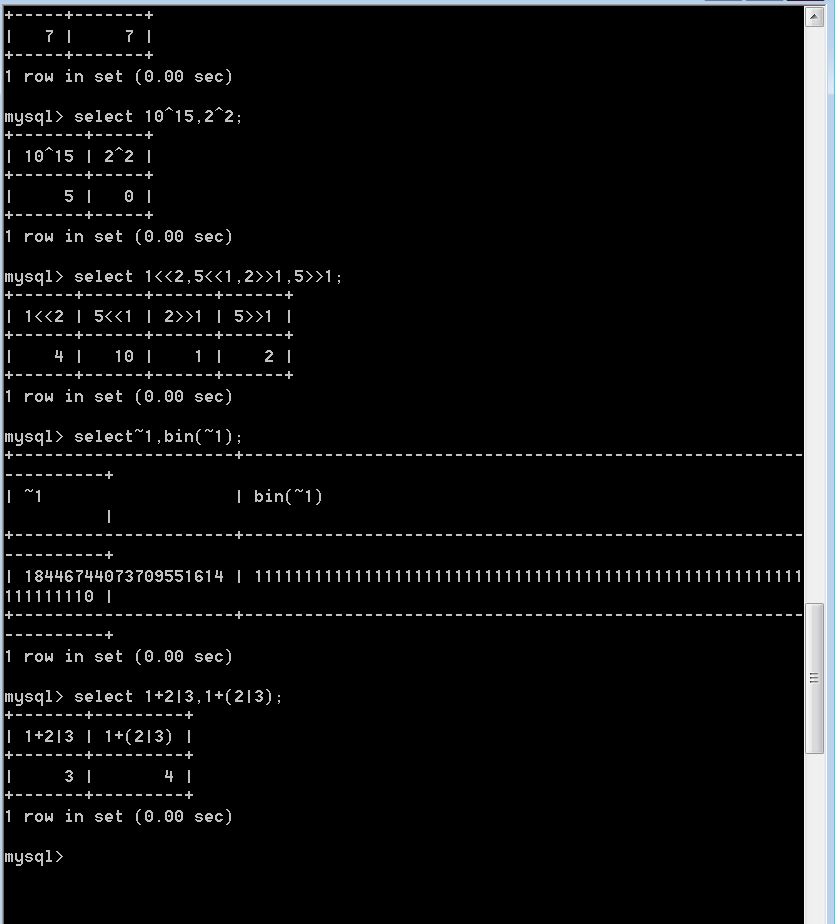 +-----+-------+
|   7 |     7 |
+-----+-------+
1 row in set (0.00 sec)
mysql> select 10^15,2^2;
+-------+-----+
| 10^15 | 2^2 |
+-------+-----+
|     5 |   0 |
+-------+-----+
1 row in set (0.00 sec)
mysql> select 1<<2,5<<1,2>>1,5>>1;
+------+------+------+------+
| 1<<2 | 5<<1 | 2>>1 | 5>>1 |
+------+------+------+------+
|    4 |   10 |    1 |    2 |
+------+------+------+------+
1 row in set (0.00 sec)
mysql> select~1,bin(~1);
+----------------------+--------------------------------------------------------
----------+
| ~1                   | bin(~1)
          |
+----------------------+--------------------------------------------------------
----------+
| 18446744073709551614 | 1111111111111111111111111111111111111111111111111111111
111111110 |
+----------------------+--------------------------------------------------------
----------+
1 row in set (0.00 sec)
mysql> select 1+2|3,1+(2|3);
+-------+---------+
| 1+2|3 | 1+(2|3) |
+-------+---------+
|     3 |       4 |
+-------+---------+
1 row in set (0.00 sec)
mysql>